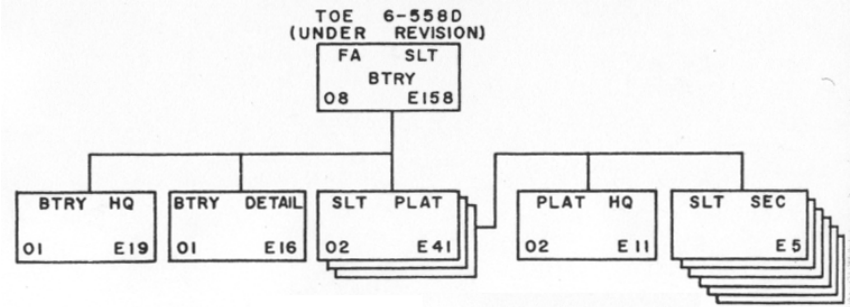 TOE 6-558D
(UNDER REVISION)
FA SLT
BTRY
08 E158
BTRY HQ
01 E19
BTRY DETAIL
01 E16
SLT PLAT
02 E41
PLAT HQ
02 E11
SLT SEC
E5